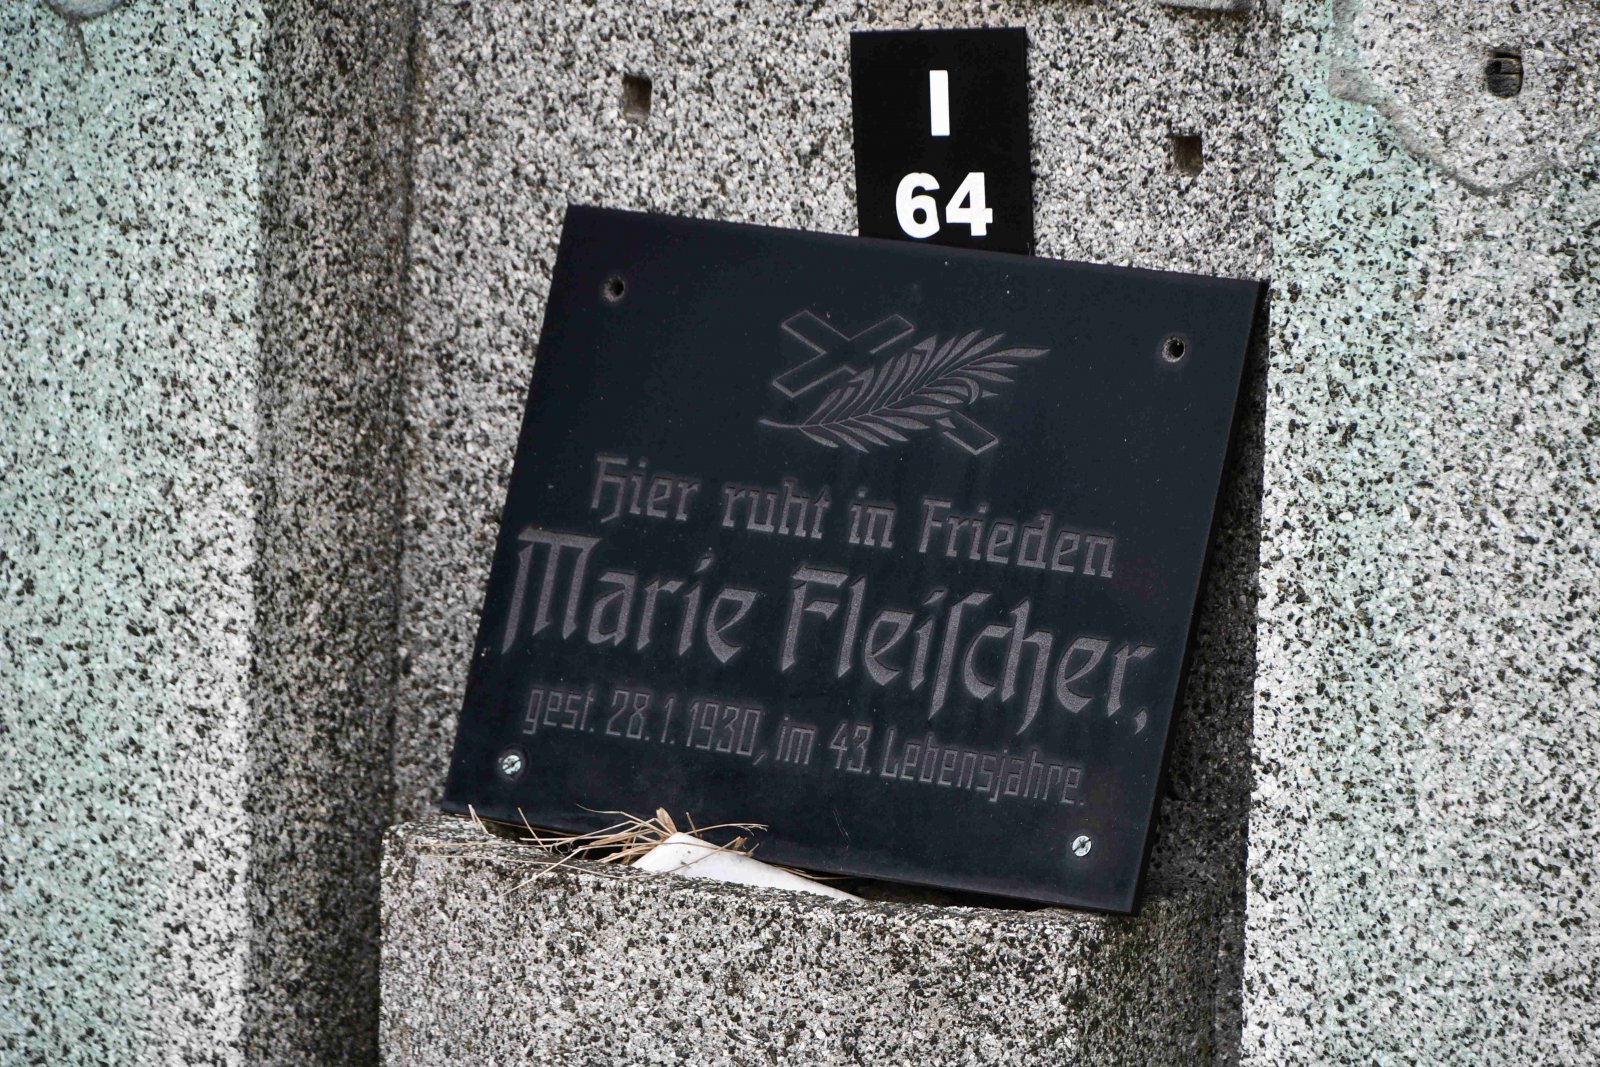 I
64
Hier ruht in Frieden
Marie Fleiſcher,
gest. 28. 1. 1930, im 43. Lebensjahre.